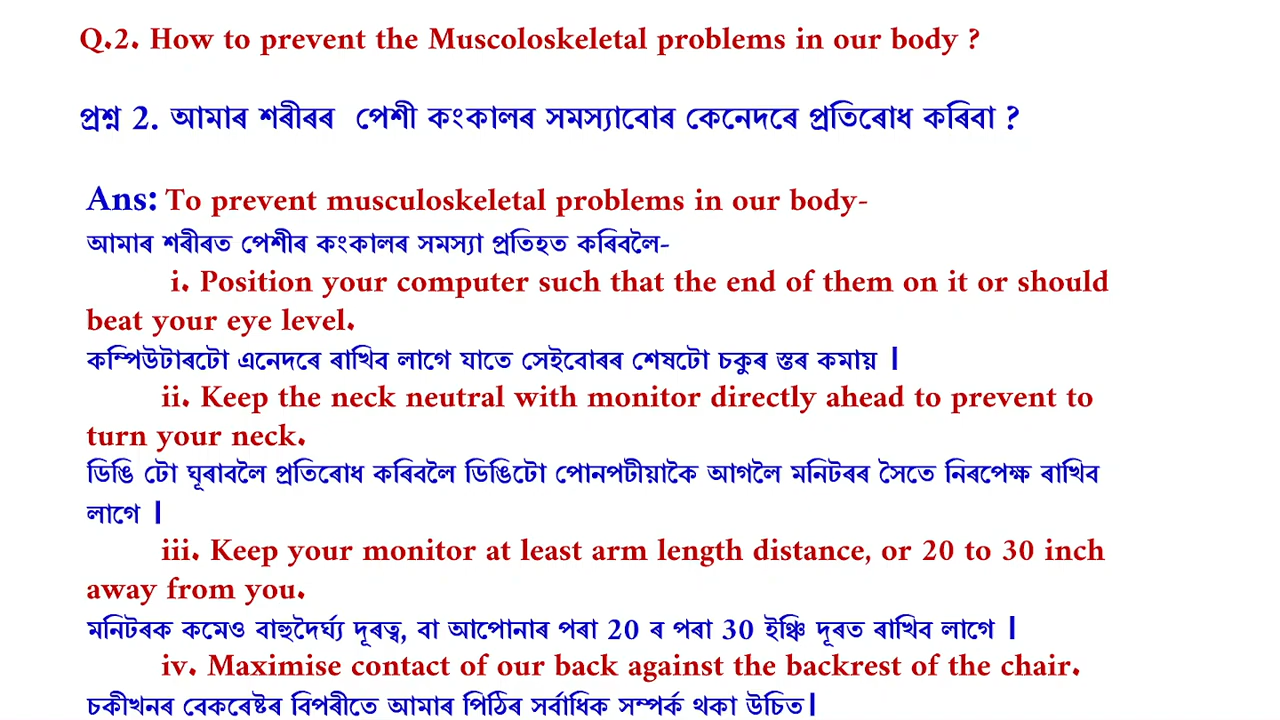 Q.2. How to prevent the Muscoloskeletal problems in our body ?
প্ৰশ্ন 2. আমাৰ শৰীৰৰ পেশী কংকালৰ সমস্যাবোৰ কেনেদৰে প্ৰতিৰোধ কৰিবা ?
Ans: To prevent musculoskeletal problems in our body-
আমাৰ শৰীৰত পেশীৰ কংকালৰ সমস্যা প্ৰতিহত কৰিবলৈ-
i. Position your computer such that the end of them on it or should
beat your eye level.
কম্পিউটাৰটো এনেদৰে ৰাখিব লাগে যাতে সেইবোৰৰ শেষটো চকুৰ স্তৰ কমায় |
ii. Keep the neck neutral with monitor directly ahead to prevent to
turn your neck.
ডিঙি টো ঘূৰাবলৈ প্ৰতিৰোধ কৰিবলৈ ডিঙিটো পোনপটীয়াকৈ আগলৈ মনিটৰৰ সৈতে নিৰপেক্ষ ৰাখিব
লাগে |
iii. Keep your monitor at least arm length distance, or 20 to 30 inch
away from you.
মনিটৰক কমেও বাহুদৈৰ্ঘ্য দূৰত্ব, বা আপোনাৰ পৰা 20 ৰ পৰা 30 ইঞ্চি দূৰত ৰাখিব লাগে |
iv. Maximise contact of our back against the backrest of the chair.
চকীখনৰ বেকৰেষ্টৰ বিপৰীতে আমাৰ পিঠিৰ সৰ্বাধিক সম্পৰ্ক থকা উচিত|